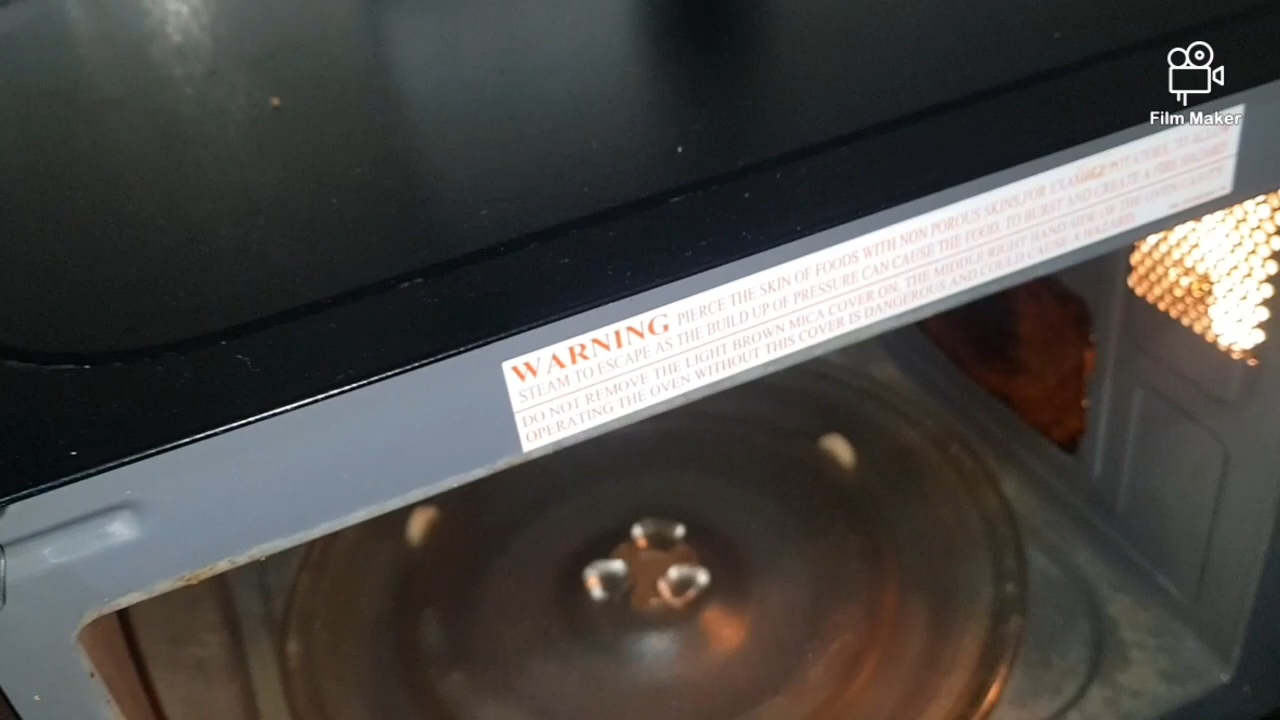 Film Maker
WARNING PIERCE THE SKIN OF FOODS WITH NON POROUS SKINS, FOR EXAMPLE POTATOES, TO ALLOW
STEAM TO ESCAPE AS THE BUILD UP OF PRESSURE CAN CAUSE THE FOOD, TO BURST AND CREATE A FIRE HAZARD.
DO NOT REMOVE THE LIGHT BROWN MICA COVER ON, THE MIDDLE RIGHT HAND SIDE OF THE OVEN CAVITY
OPERATING THE OVEN WITHOUT THIS COVER IS DANGEROUS AND COULD CAUSE A HAZARD.